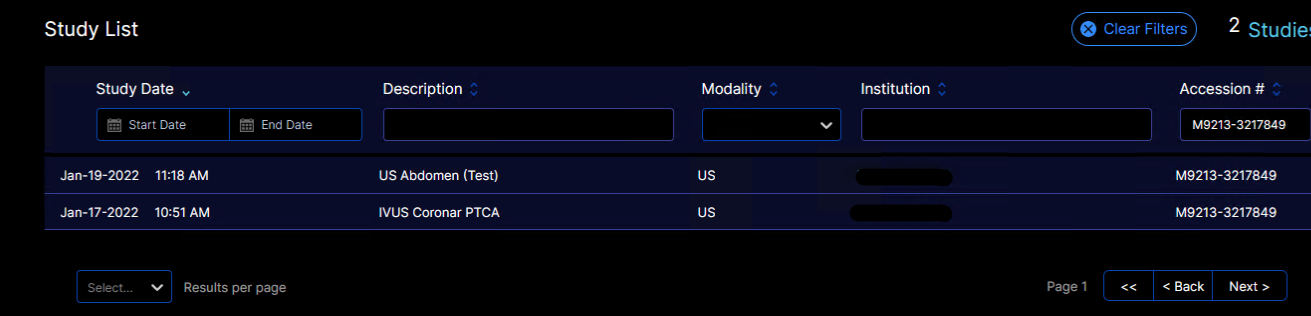 Study List
Clear Filters 2 Studies
Study Date Description Modality Institution Accession #
Start Date End Date M9213-3217849
Jan-19-2022 11:18 AM US Abdomen (Test) US M9213-3217849
Jan-17-2022 10:51 AM IVUS Coronar PTCA US M9213-3217849
Select... Results per page Page 1 << < Back Next >